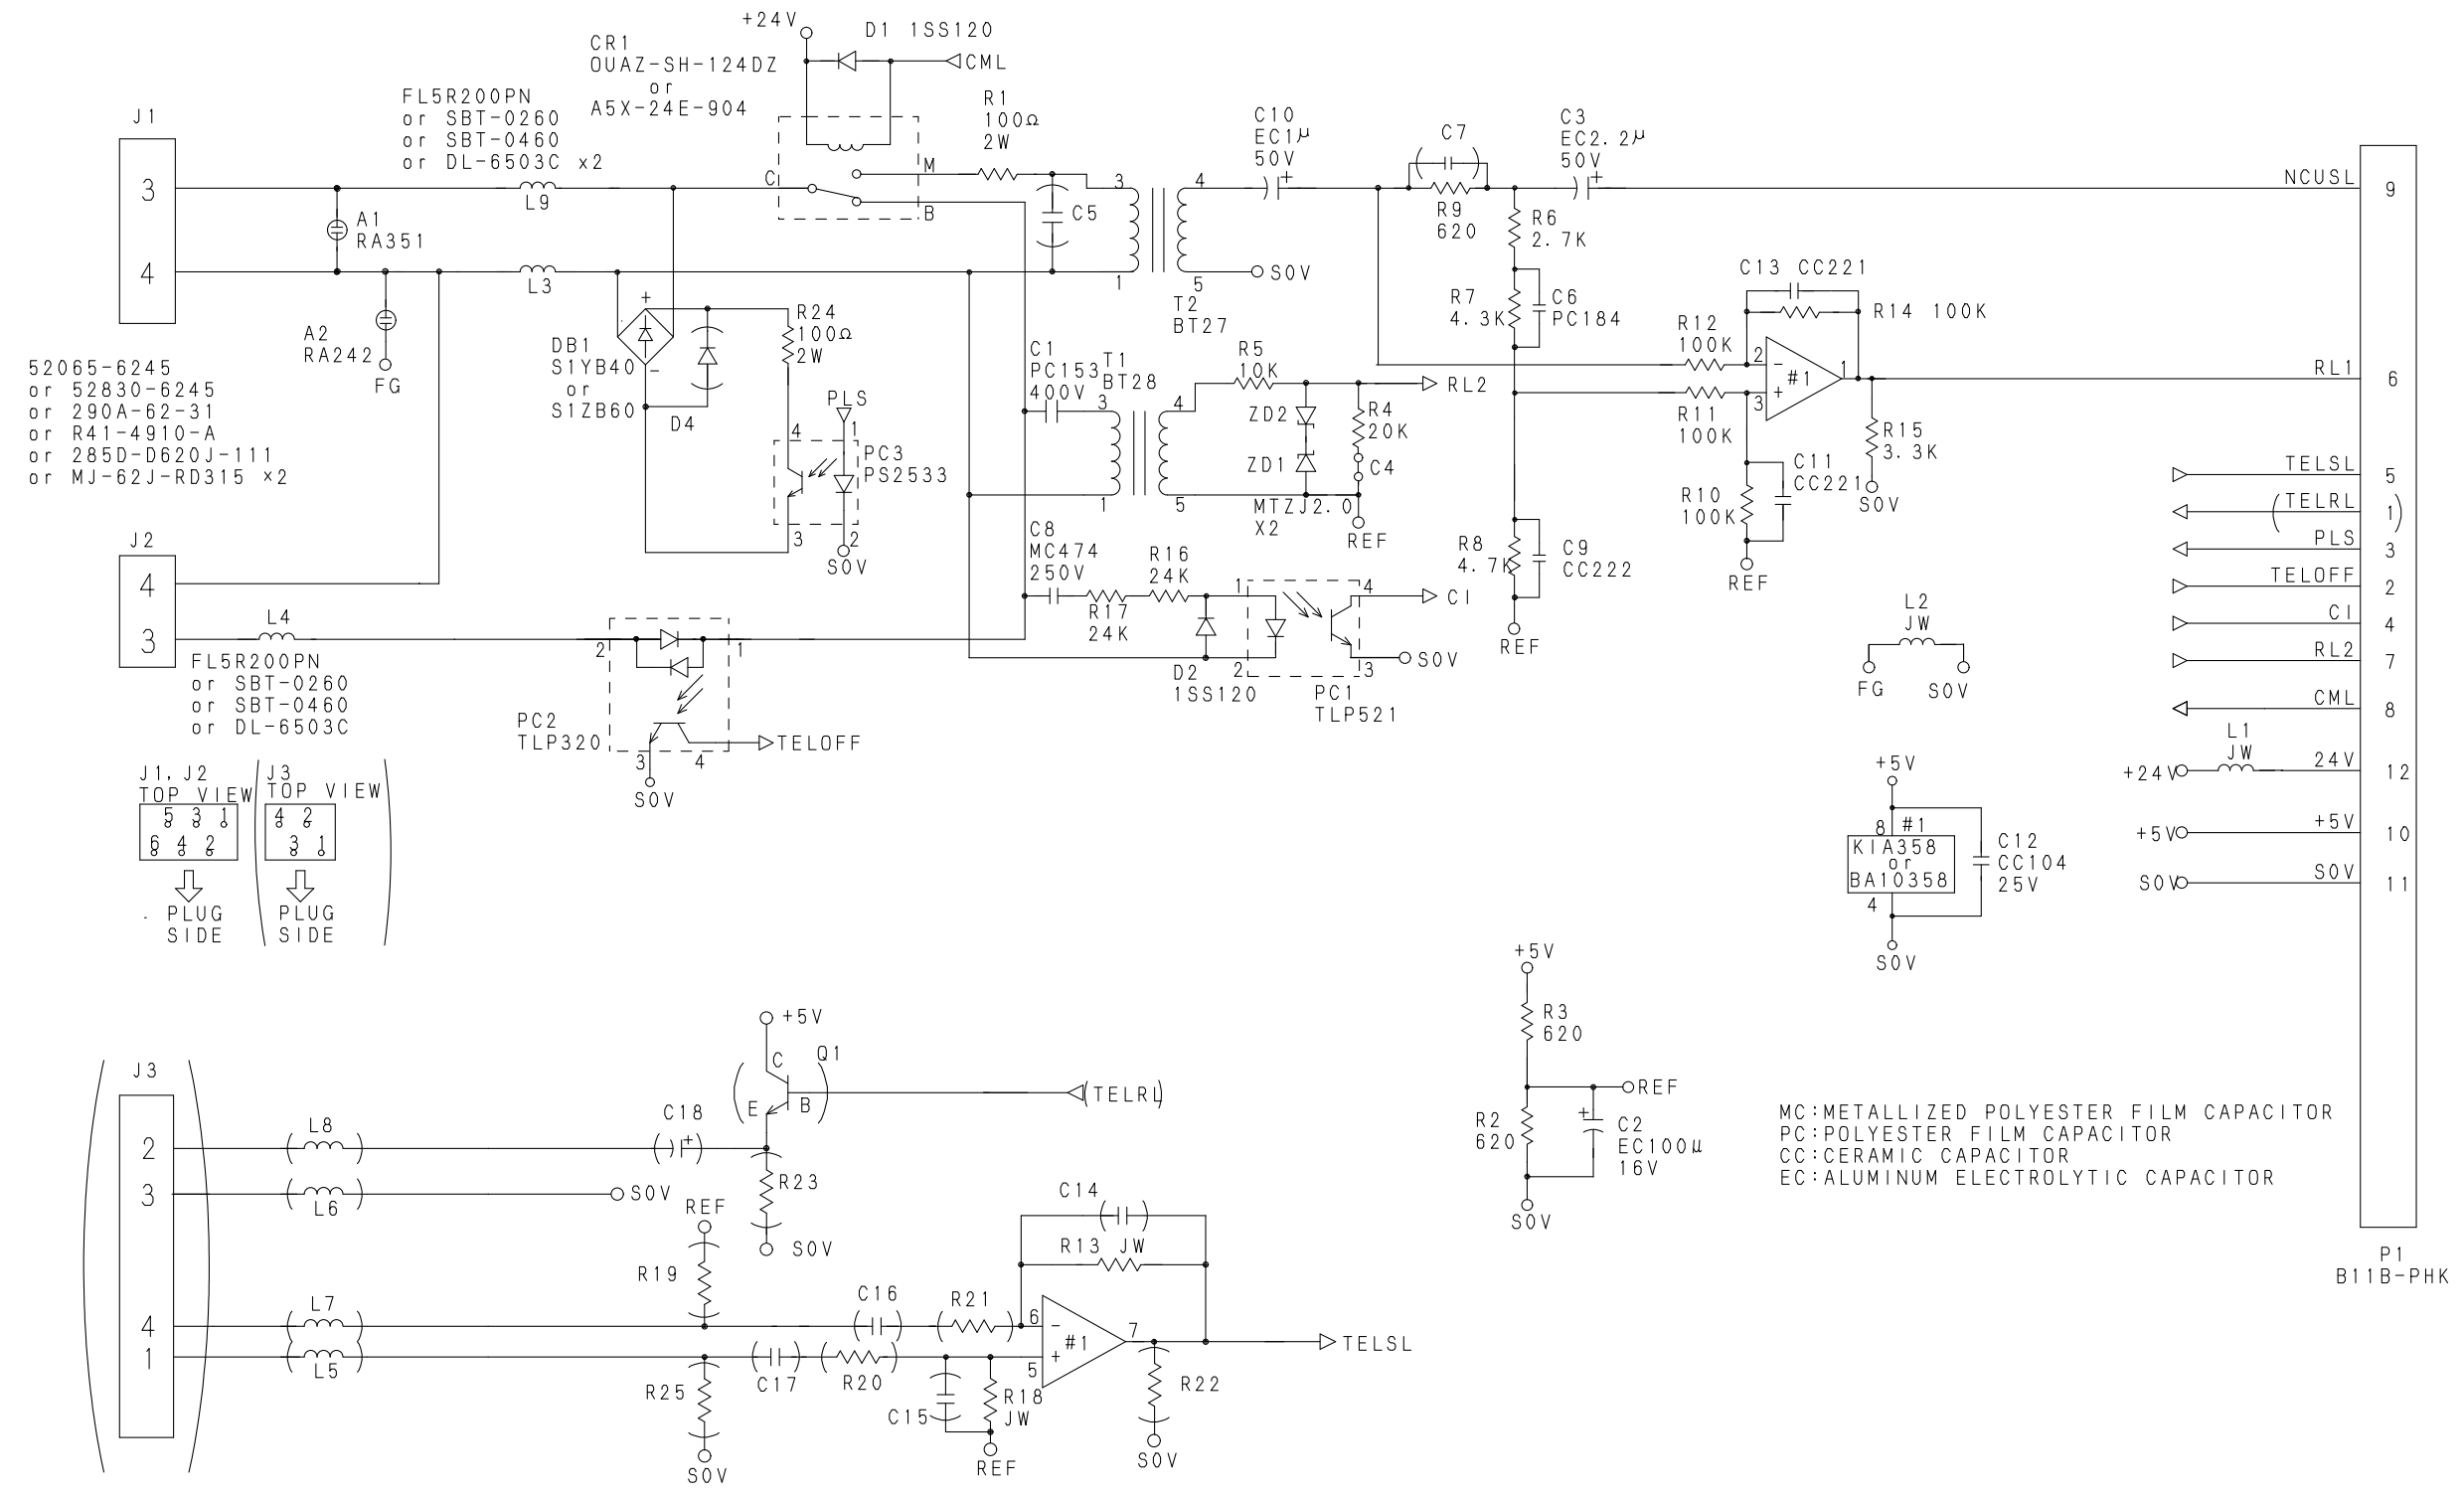 +24V
D1 1SS120
CR1
OUAZ-SH-124DZ
or
A5X-24E-904
CML
FL5R200PN
or SBT-0260
or SBT-0460
or DL-6503C ×2
J1
3
4
L9
L3
A1
RA351
A2
RA242
FG
C
M
B
R1
100Ω
2W
C5
3
1
4
5
T2
BT27
S0V
C10
EC1μ
50V
+
C7
R9
620
C3
EC2.2μ
50V
+
R6
2.7K
R7
4.3K
C6
PC184
C13 CC221
R14 100K
R12
100K
R11
100K
2
3
−
+
#1
1
R15
3.3K
S0V
C11
CC221
R10
100K
REF
NCUSL
9
RL1
6
TELSL
5
(TELRL
1)
PLS
3
TELOFF
2
CI
4
RL2
7
CML
8
L1
JW
+24V
24V
12
+5V
+5V
10
S0V
S0V
11
P1
B11B-PHK
52065-6245
or 52830-6245
or 290A-62-31
or R41-4910-A
or 285D-D620J-111
or MJ-62J-RD315 ×2
DB1
S1YB40
or
S1ZB60
+
−
D4
R24
100Ω
2W
PLS
4
1
3
2
PC3
PS2533
S0V
C1
PC153
400V
T1
BT28
3
1
4
5
R5
10K
RL2
ZD2
ZD1
MTZJ2.0
X2
R4
20K
C4
REF
C8
MC474
250V
R17
24K
R16
24K
D2
1SS120
1
2
4
3
PC1
TLP521
CI
S0V
R8
4.7K
C9
CC222
REF
J2
4
3
L4
FL5R200PN
or SBT-0260
or SBT-0460
or DL-6503C
2
1
3
4
PC2
TLP320
TELOFF
S0V
L2
JW
FG
S0V
J1, J2
TOP VIEW
5 3 1
6 4 2
PLUG
SIDE
J3
TOP VIEW
4 2
3 1
PLUG
SIDE
+5V
8
#1
KIA358
or
BA10358
4
S0V
C12
CC104
25V
+5V
R3
620
REF
R2
620
+
C2
EC100μ
16V
S0V
MC:METALLIZED POLYESTER FILM CAPACITOR
PC:POLYESTER FILM CAPACITOR
CC:CERAMIC CAPACITOR
EC:ALUMINUM ELECTROLYTIC CAPACITOR
J3
2
3
4
1
L8
L6
L7
L5
+5V
Q1
C
E
B
(TELRL)
C18
+
R23
S0V
S0V
REF
R19
R25
S0V
C16
C17
R21
R20
C15
R18
JW
REF
C14
R13 JW
6
5
−
+
#1
7
TELSL
R22
S0V